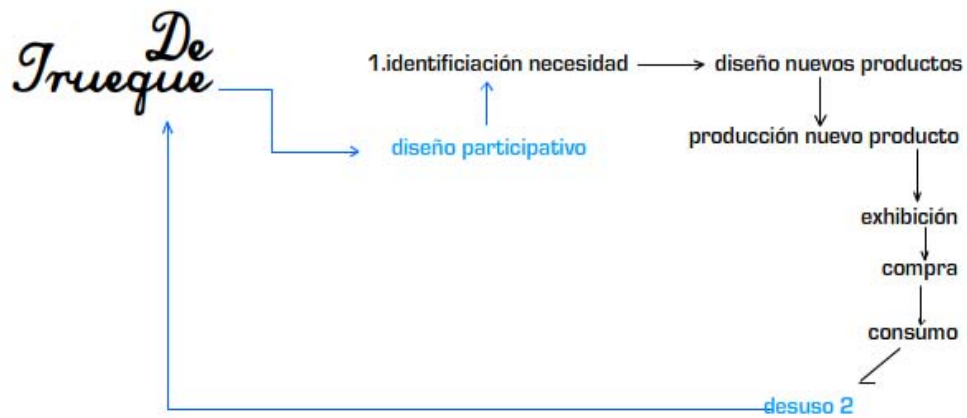 De
Trueque
1.identificiación necesidad
diseño nuevos productos
diseño participativo
producción nuevo producto
exhibición
compra
consumo
desuso 2